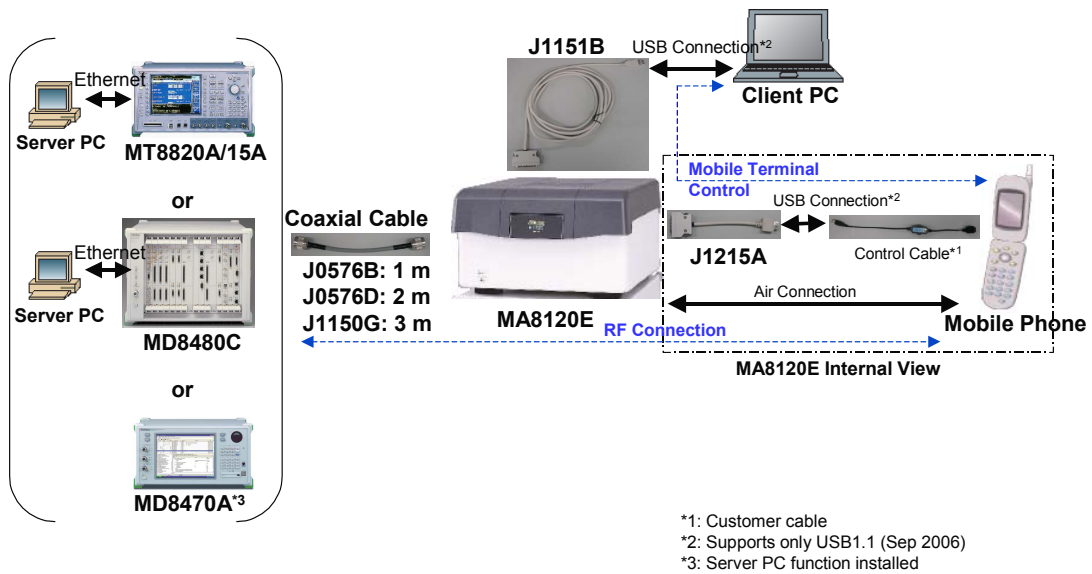 Ethernet
Server PC
MT8820A/15A
or
Ethernet
Server PC
MD8480C
or
MD8470A*3
Coaxial Cable
J0576B: 1 m
J0576D: 2 m
J1150G: 3 m
J1151B
USB Connection*2
Client PC
MA8120E
Mobile Terminal
Control
USB Connection*2
J1215A
Control Cable*1
Air Connection
Mobile Phone
RF Connection
MA8120E Internal View
*1: Customer cable
*2: Supports only USB1.1 (Sep 2006)
*3: Server PC function installed